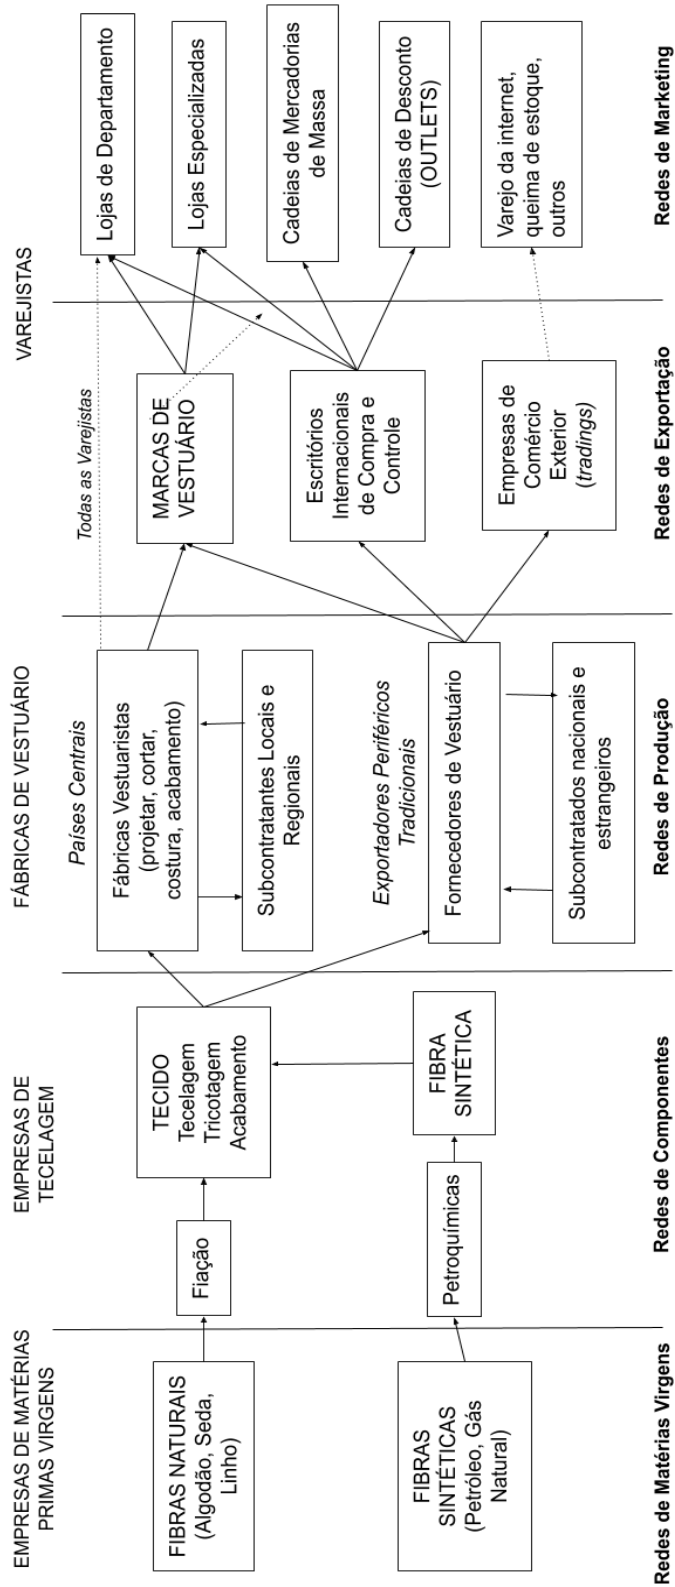 EMPRESAS DE MATÉRIAS
PRIMAS VIRGENS
EMPRESAS DE
TECELAGEM
FÁBRICAS DE VESTUÁRIO
VAREJISTAS
FIBRAS NATURAIS
(Algodão, Seda,
Linho)
FIBRAS
SINTÉTICAS
(Petróleo, Gás
Natural)
Fiação
TECIDO
Tecelagem
Tricotagem
Acabamento
Petroquímicas
FIBRA
SINTÉTICA
Países Centrais
Fábricas Vestuaristas
(projetar, cortar,
costura, acabamento)
Subcontratantes Locais e
Regionais
Exportadores Periféricos
Tradicionais
Fornecedores de Vestuário
Subcontratados nacionais e
estrangeiros
Todas as Varejistas
MARCAS DE
VESTUÁRIO
Escritórios
Internacionais
de Compra e
Controle
Empresas de
Comércio
Exterior
(tradings)
Lojas de Departamento
Lojas Especializadas
Cadeias de Mercadorias
de Massa
Cadeias de Desconto
(OUTLETS)
Varejo da internet,
queima de estoque,
outros
Redes de Matérias Virgens
Redes de Componentes
Redes de Produção
Redes de Exportação
Redes de Marketing